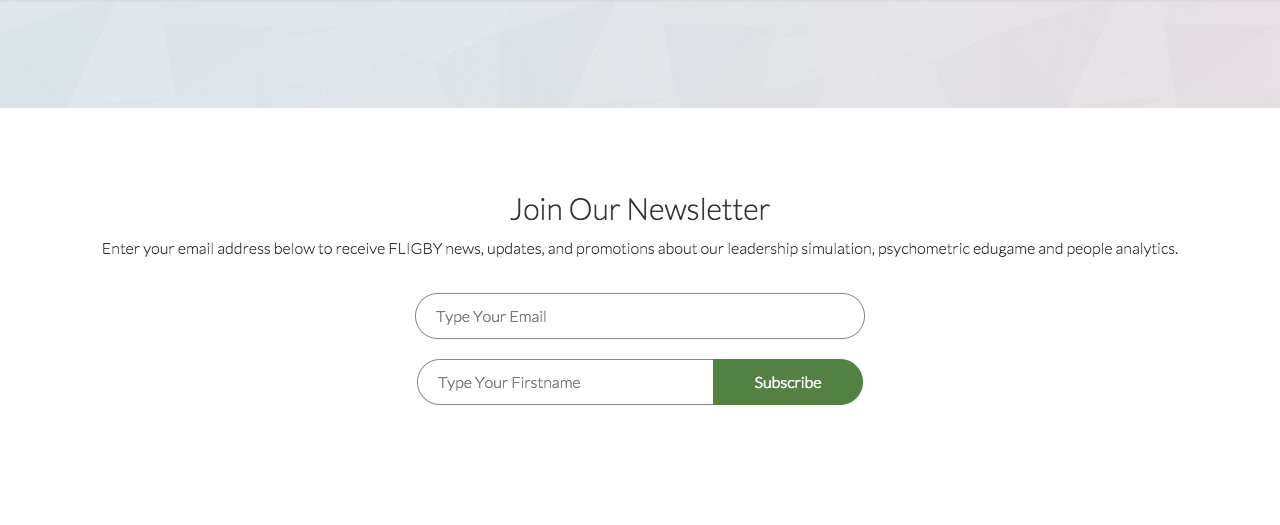 Join Our Newsletter
Enter your email address below to receive FLIGBY news, updates, and promotions about our leadership simulation, psychometric edugame and people analytics.
Type Your Email
Type Your Firstname
Subscribe